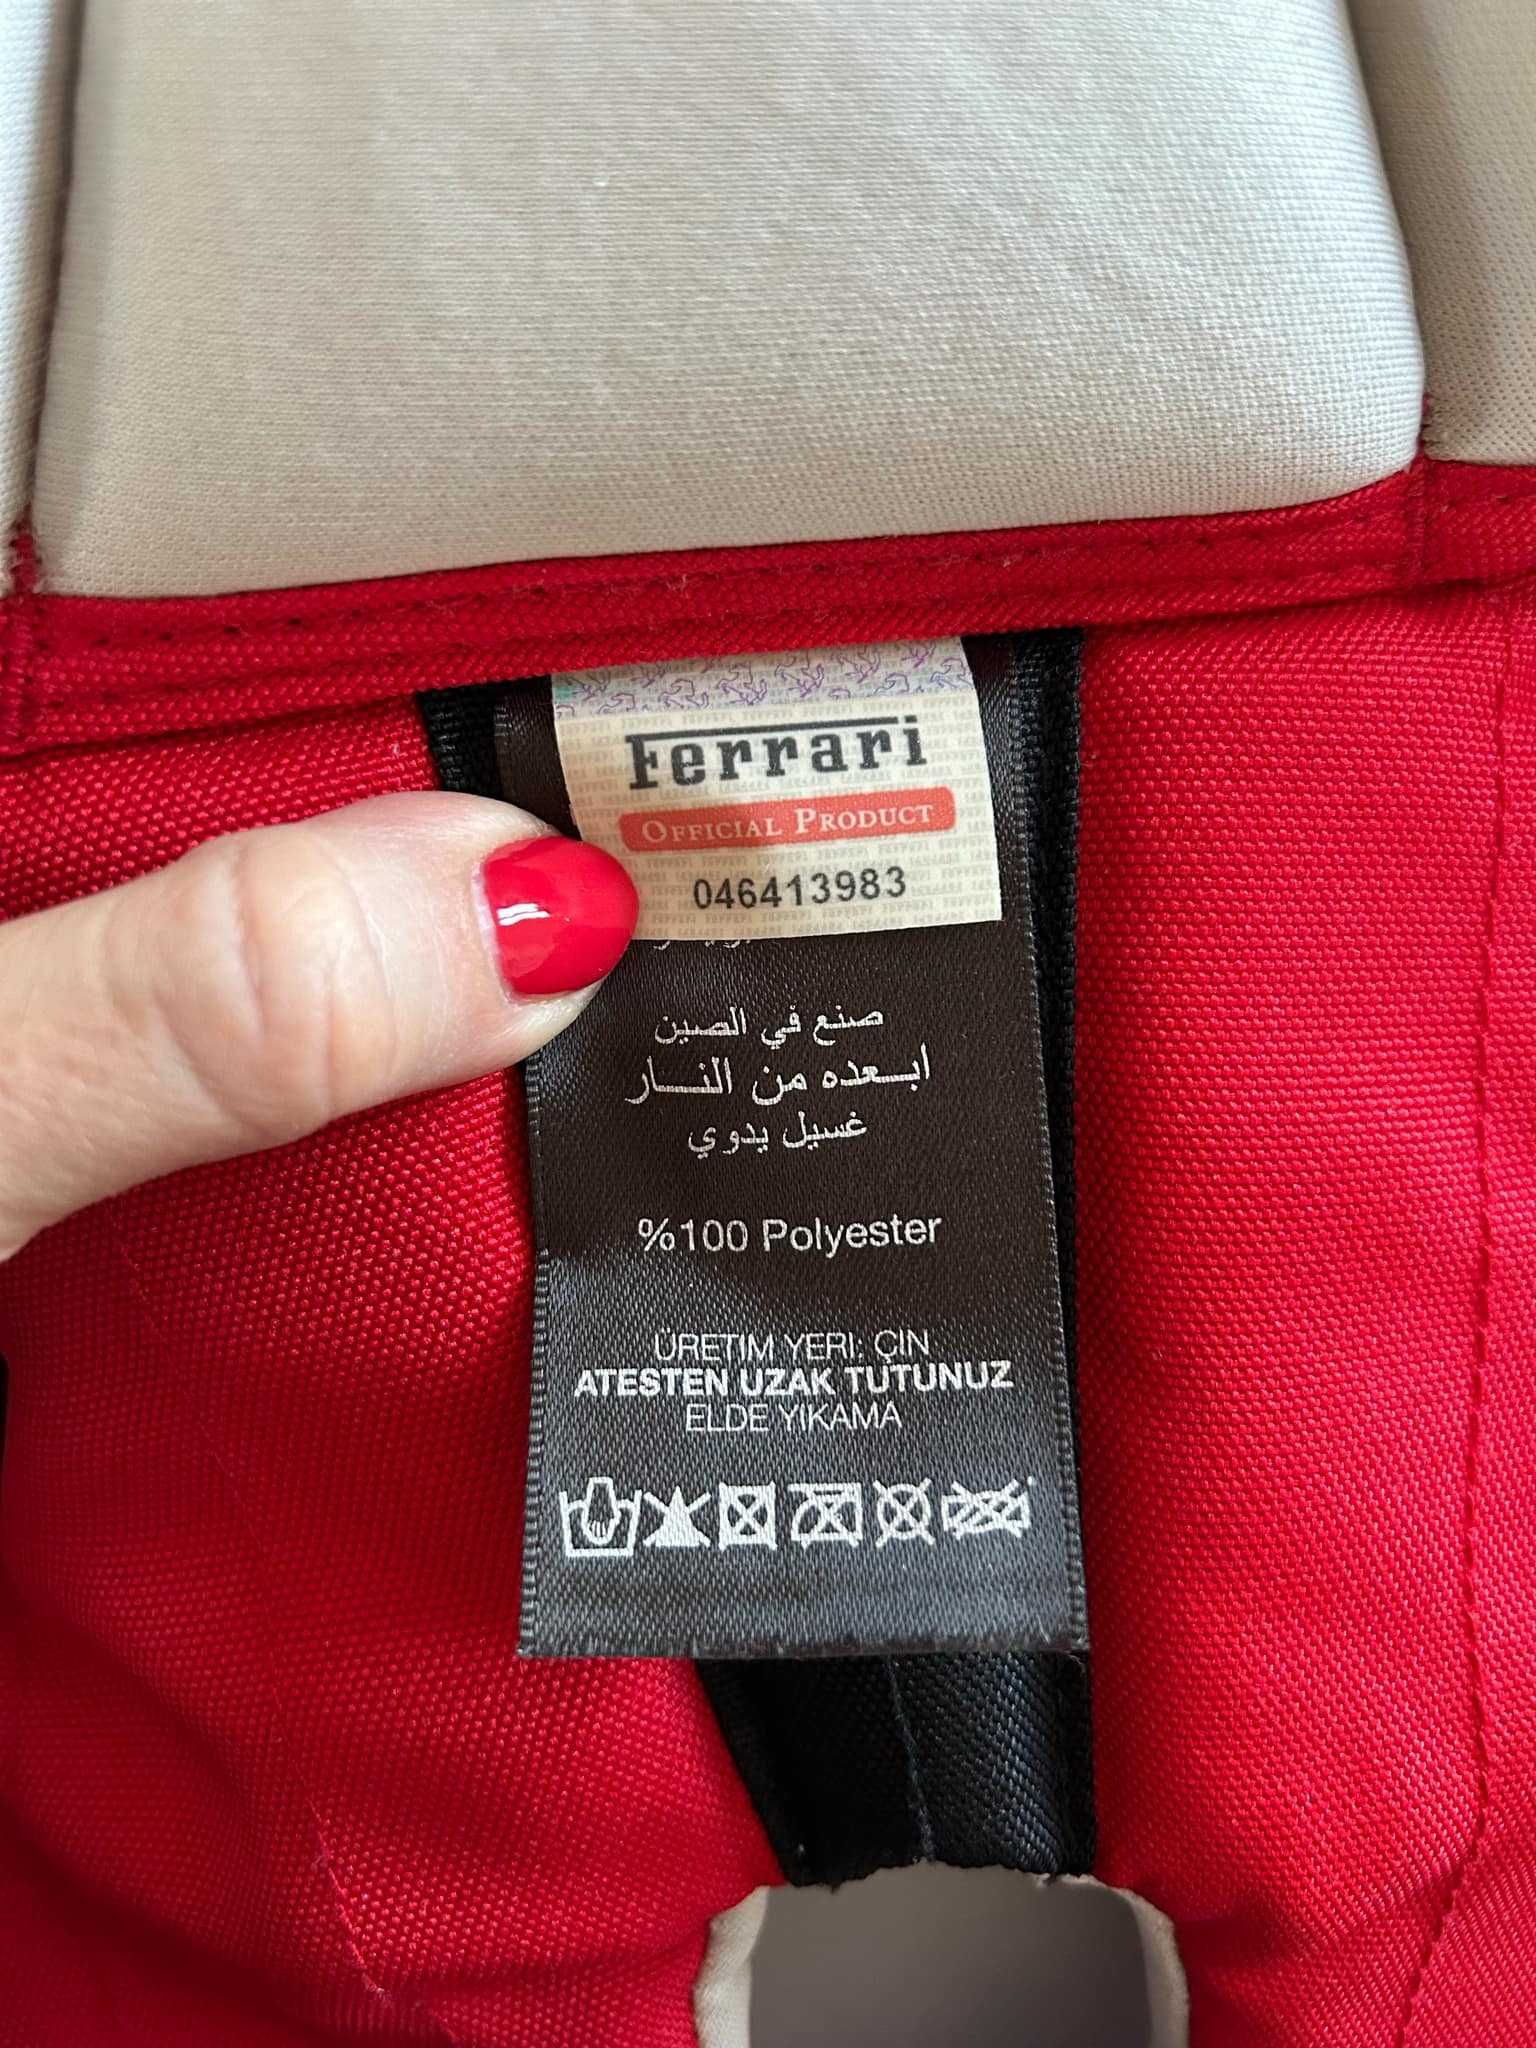 Ferrari
OFFICIAL PRODUCT
046413983
صنع في الصين
ابعده من النار
غسيل يدوي
%100 Polyester
ÜRETIM YERI: ÇIN
ATESTEN UZAK TUTUNUZ
ELDE YIKAMA